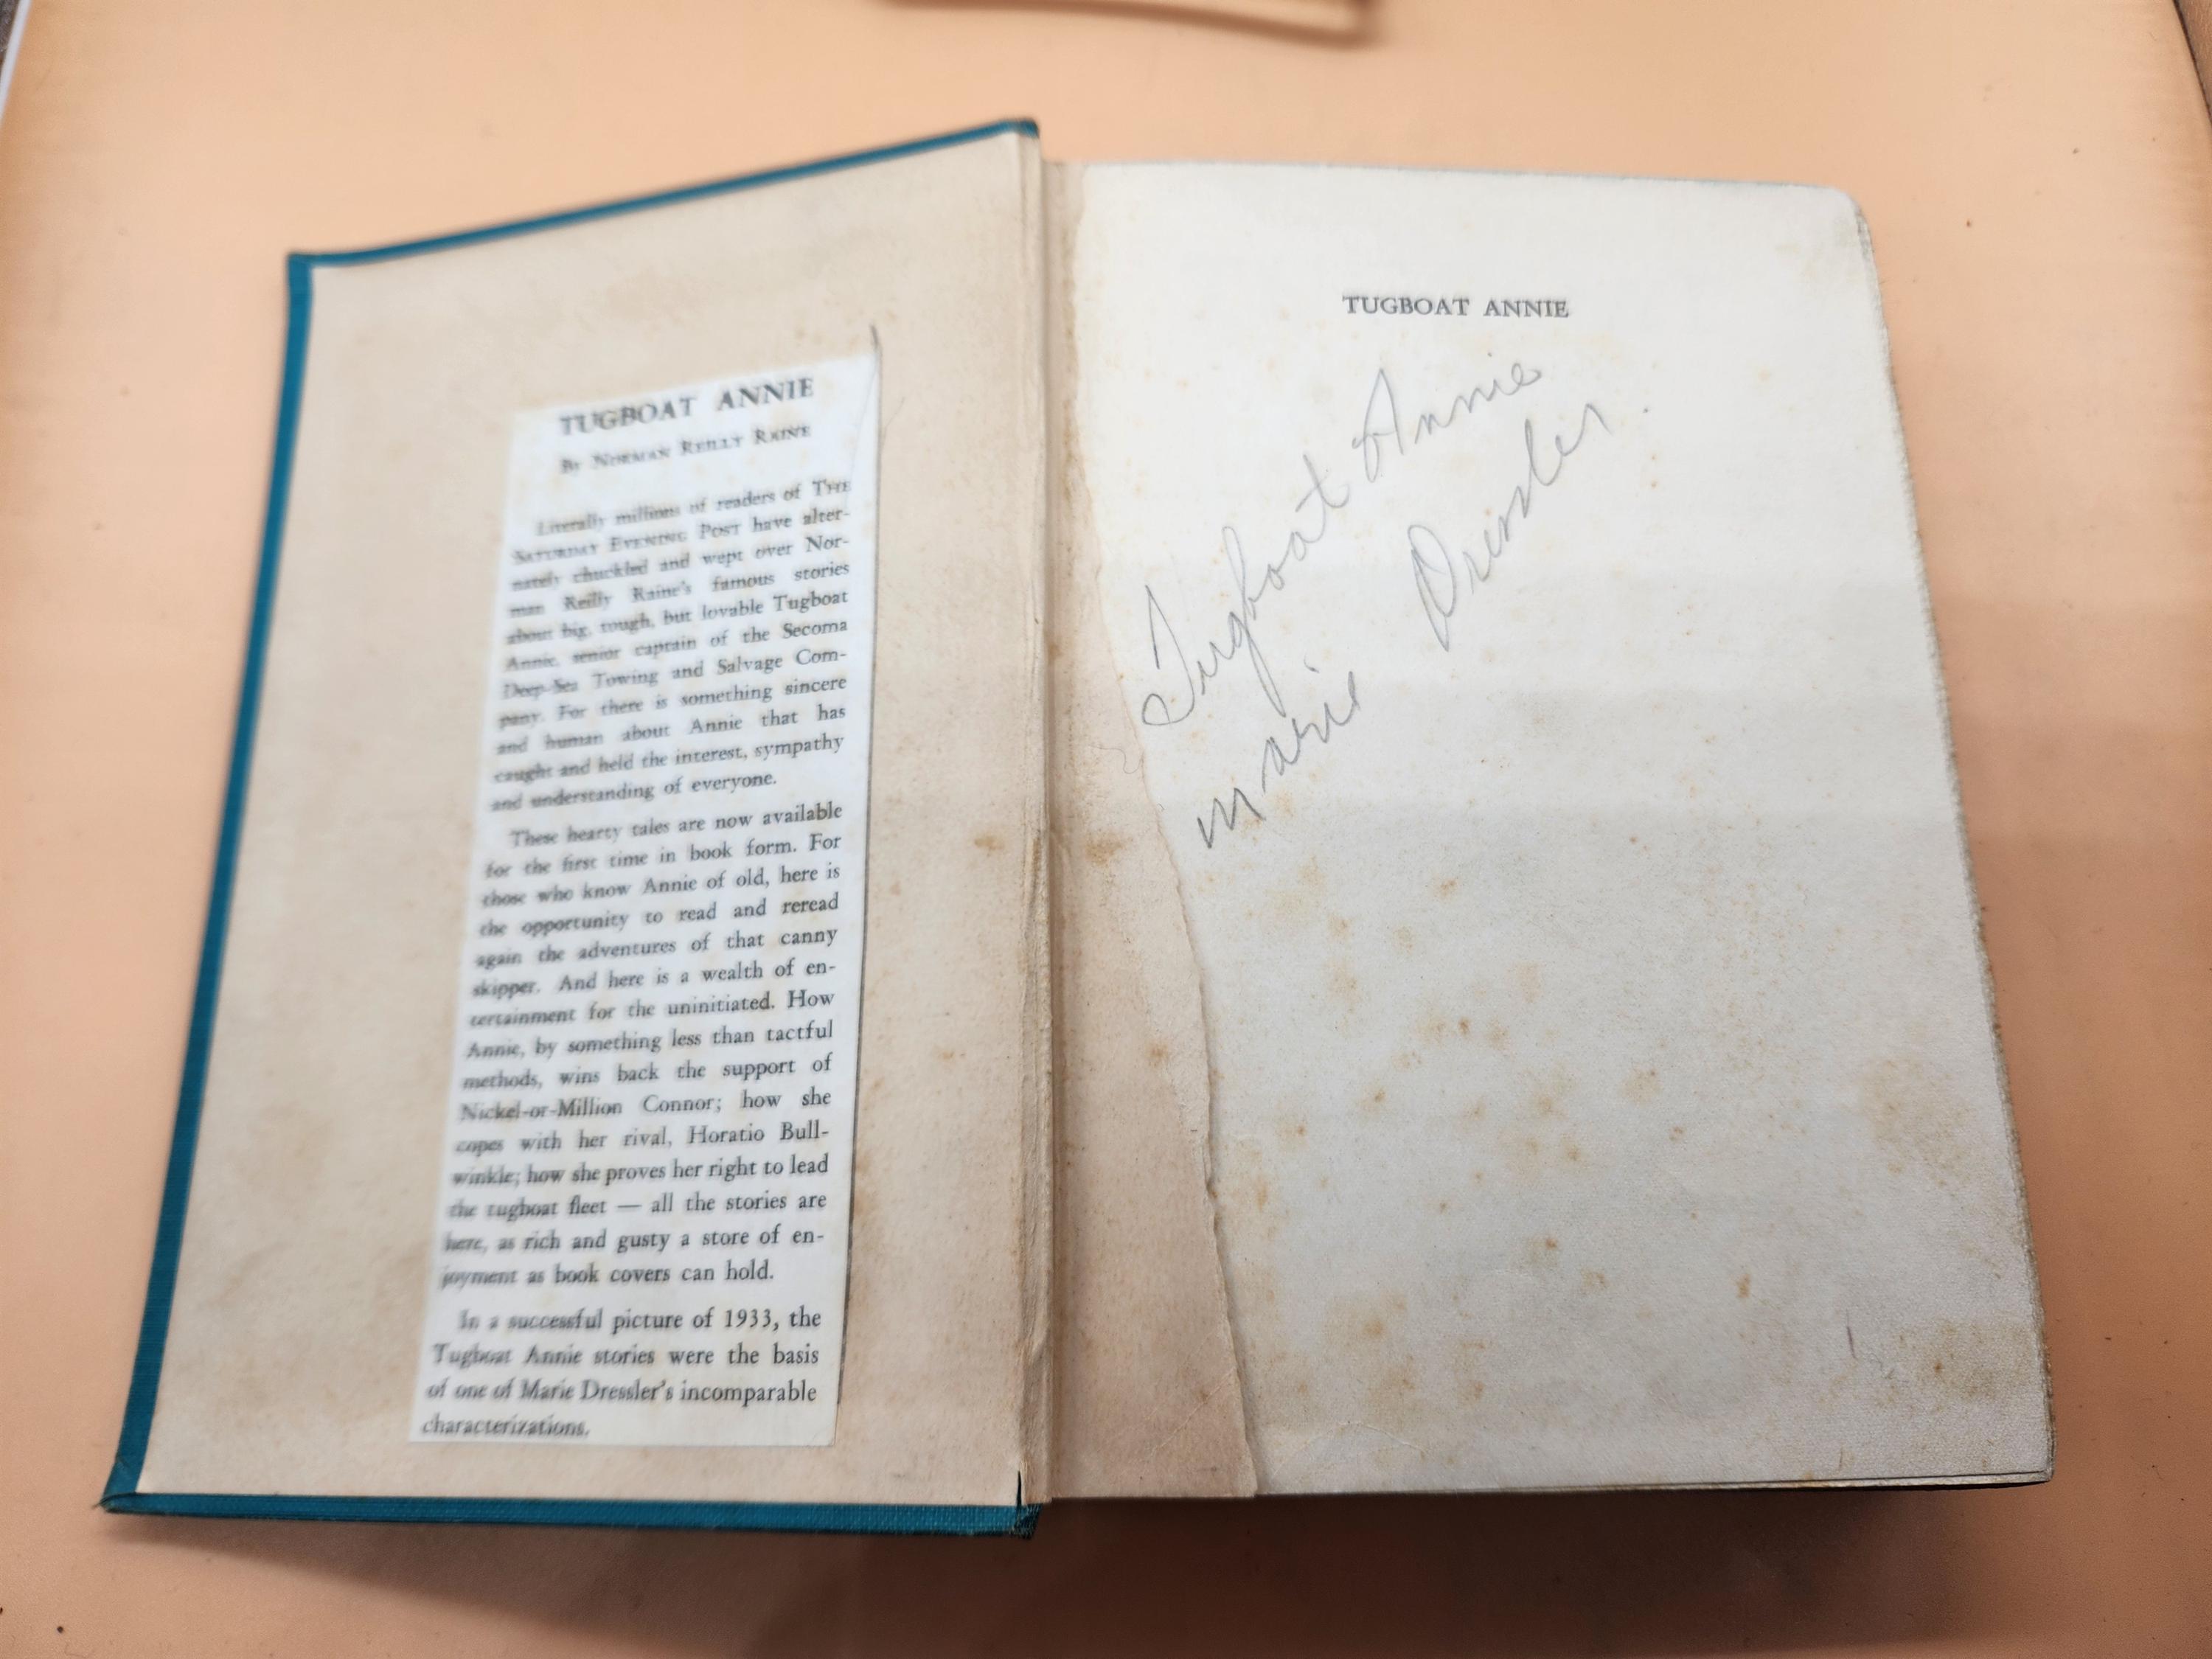 TUGBOAT ANNIE
By Norman Reilly Raine
Literally millions of readers of The
Saturday Evening Post have alter-
nately chuckled and wept over Nor-
man Reilly Raine's famous stories
about big, rough, but lovable Tugboat
Annie, senior captain of the Secoma
Deep-Sea Towing and Salvage Com-
pany. For there is something sincere
and human about Annie that has
caught and held the interest, sympathy
and understanding of everyone.
These hearty tales are now available
for the first time in book form. For
those who know Annie of old, here is
the opportunity to read and reread
again the adventures of that canny
skipper. And here is a wealth of en-
tertainment for the uninitiated. How
Annie, by something less than tactful
methods, wins back the support of
Nickel-or-Million Connor; how she
copes with her rival, Horatio Bull-
winkle; how she proves her right to lead
the tugboat fleet — all the stories are
here, as rich and gusty a store of en-
joyment as book covers can hold.
In a successful picture of 1933, the
Tugboat Annie stories were the basis
of one of Marie Dressler's incomparable
characterizations.
TUGBOAT ANNIE
Tugboat Annie
Marie Dressler.